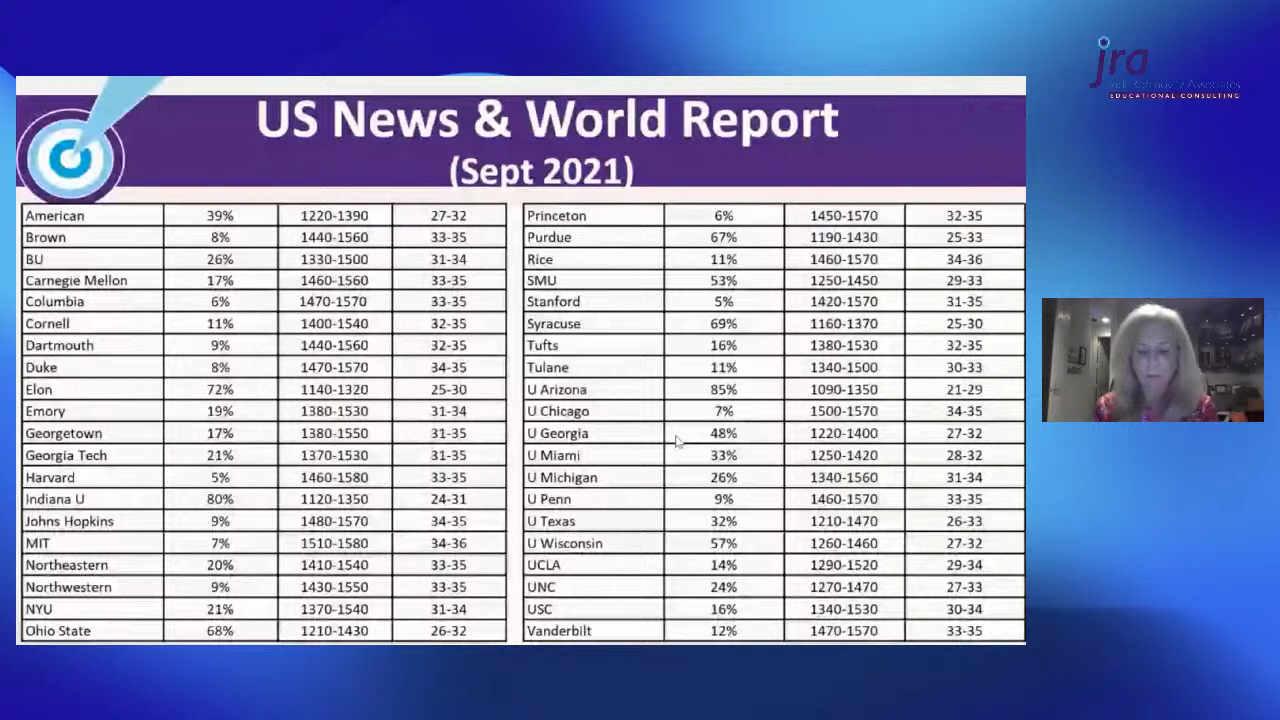 jra
EDUCATIONAL CONSULTING
US News & World Report
(Sept 2021)
American 39% 1220-1390 27-32
Brown 8% 1440-1560 33-35
BU 26% 1330-1500 31-34
Carnegie Mellon 17% 1460-1560 33-35
Columbia 6% 1470-1570 33-35
Cornell 11% 1400-1540 32-35
Dartmouth 9% 1440-1560 32-35
Duke 8% 1470-1570 34-35
Elon 72% 1140-1320 25-30
Emory 19% 1380-1530 31-34
Georgetown 17% 1380-1550 31-35
Georgia Tech 21% 1370-1530 31-35
Harvard 5% 1460-1580 33-35
Indiana U 80% 1120-1350 24-31
Johns Hopkins 9% 1480-1570 34-35
MIT 7% 1510-1580 34-36
Northeastern 20% 1410-1540 33-35
Northwestern 9% 1430-1550 33-35
NYU 21% 1370-1540 31-34
Ohio State 68% 1210-1430 26-32
Princeton 6% 1450-1570 32-35
Purdue 67% 1190-1430 25-33
Rice 11% 1460-1570 34-36
SMU 53% 1250-1450 29-33
Stanford 5% 1420-1570 31-35
Syracuse 69% 1160-1370 25-30
Tufts 16% 1380-1530 32-35
Tulane 11% 1340-1500 30-33
U Arizona 85% 1090-1350 21-29
U Chicago 7% 1500-1570 34-35
U Georgia 48% 1220-1400 27-32
U Miami 33% 1250-1420 28-32
U Michigan 26% 1340-1560 31-34
U Penn 9% 1460-1570 33-35
U Texas 32% 1210-1470 26-33
U Wisconsin 57% 1260-1460 27-32
UCLA 14% 1290-1520 29-34
UNC 24% 1270-1470 27-33
USC 16% 1340-1530 30-34
Vanderbilt 12% 1470-1570 33-35